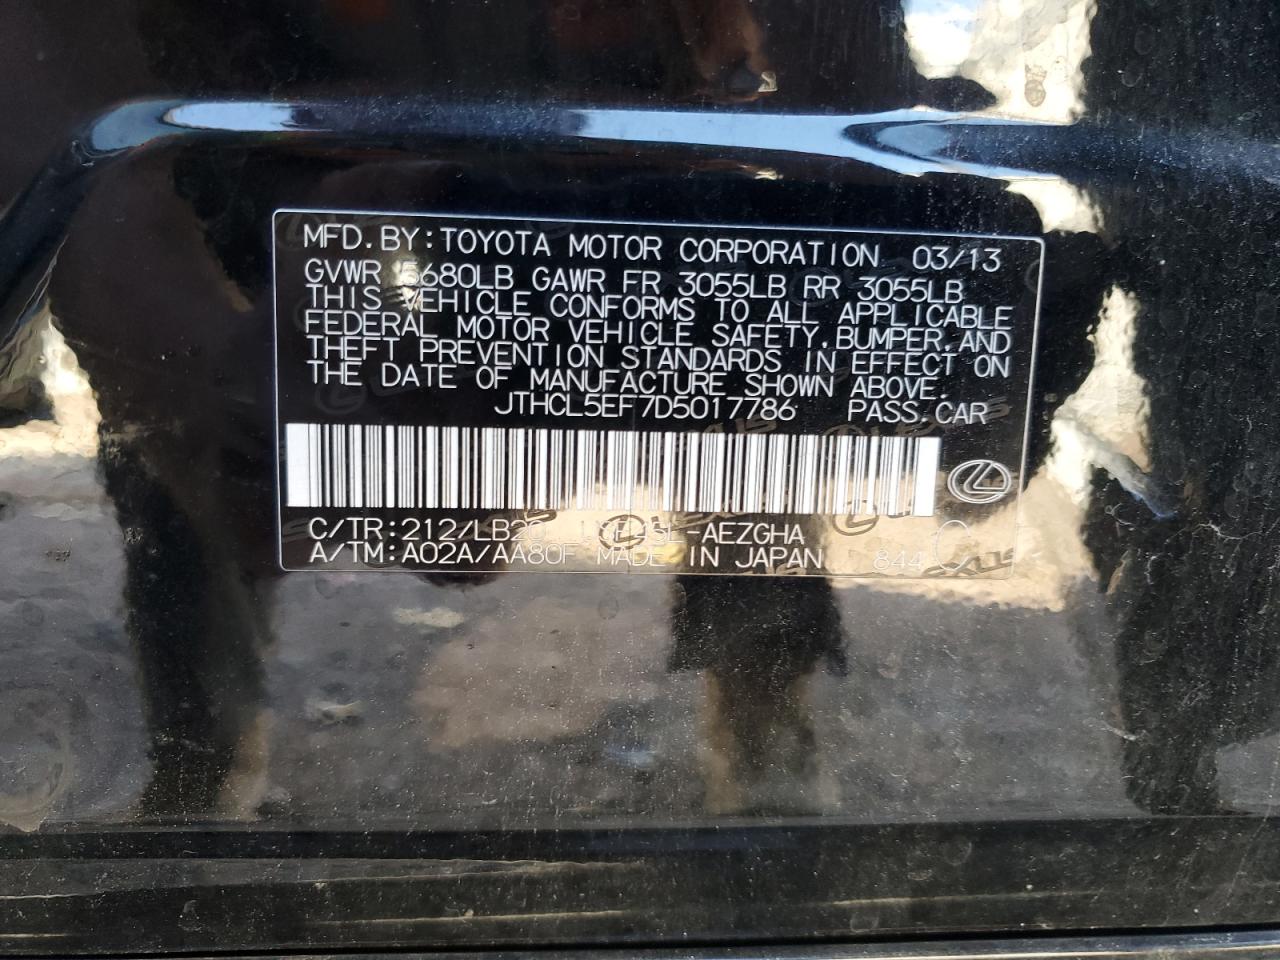 MFD.BY:TOYOTA MOTOR CORPORATION 03/13
GVWR 5680LB GAWR FR 3055LB RR 3055LB
THIS VEHICLE CONFORMS TO ALL APPLICABLE
FEDERAL MOTOR VEHICLE SAFETY,BUMPER,AND
THEFT PREVENTION STANDARDS IN EFFECT ON
THE DATE OF MANUFACTURE SHOWN ABOVE.
JTHCL5EF7D5017786 PASS.CAR
C/TR:212/LB20
A/TM:A02A/AA80F MADE IN JAPAN 844